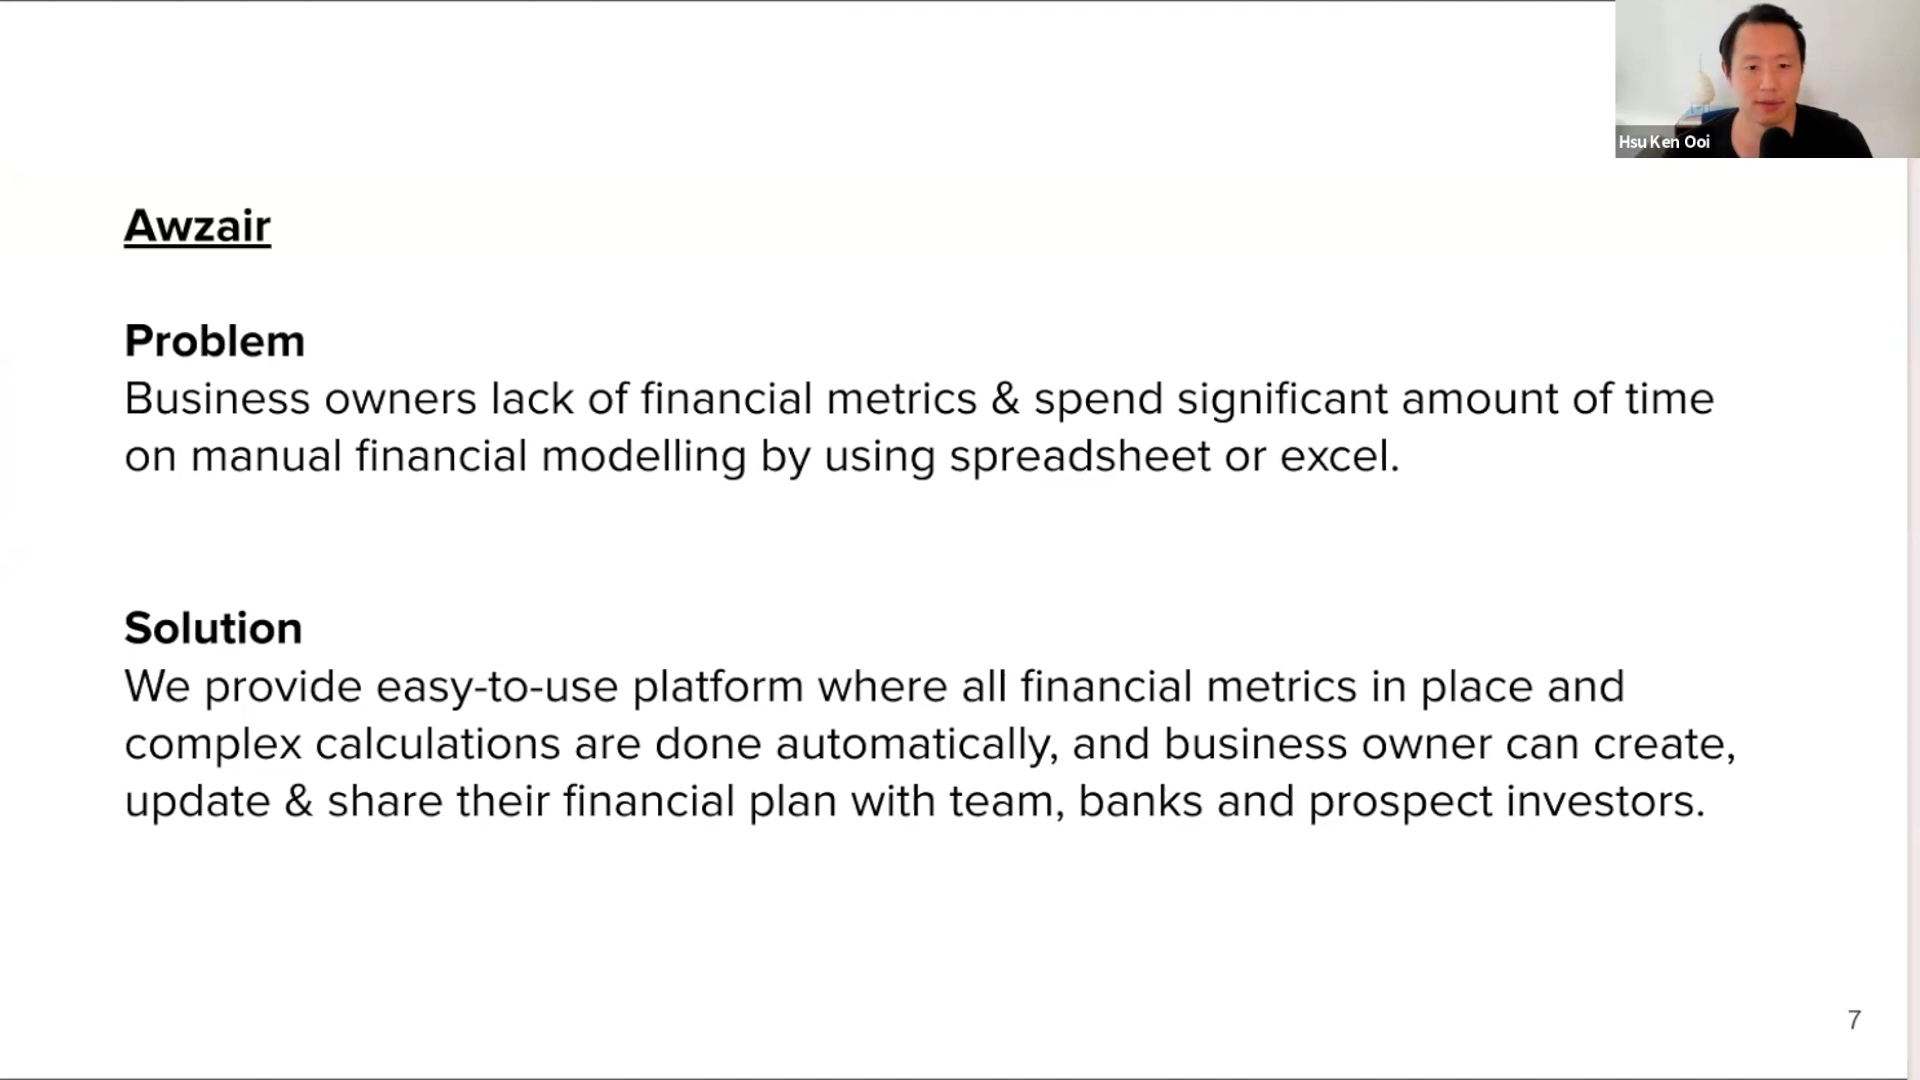 Hsu Ken Ooi
Awzair
Problem
Business owners lack of financial metrics & spend significant amount of time
on manual financial modelling by using spreadsheet or excel.
Solution
We provide easy-to-use platform where all financial metrics in place and
complex calculations are done automatically, and business owner can create,
update & share their financial plan with team, banks and prospect investors.
7